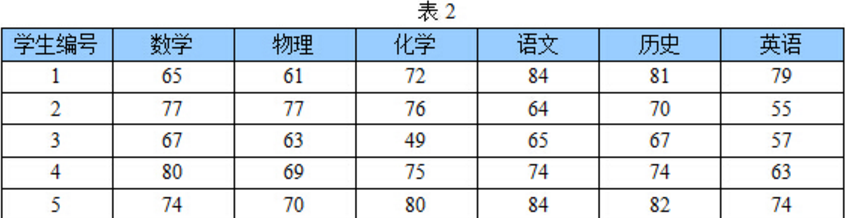 表 2
学生编号 数学 物理 化学 语文 历史 英语
1 65 61 72 84 81 79
2 77 77 76 64 70 55
3 67 63 49 65 67 57
4 80 69 75 74 74 63
5 74 70 80 84 82 74